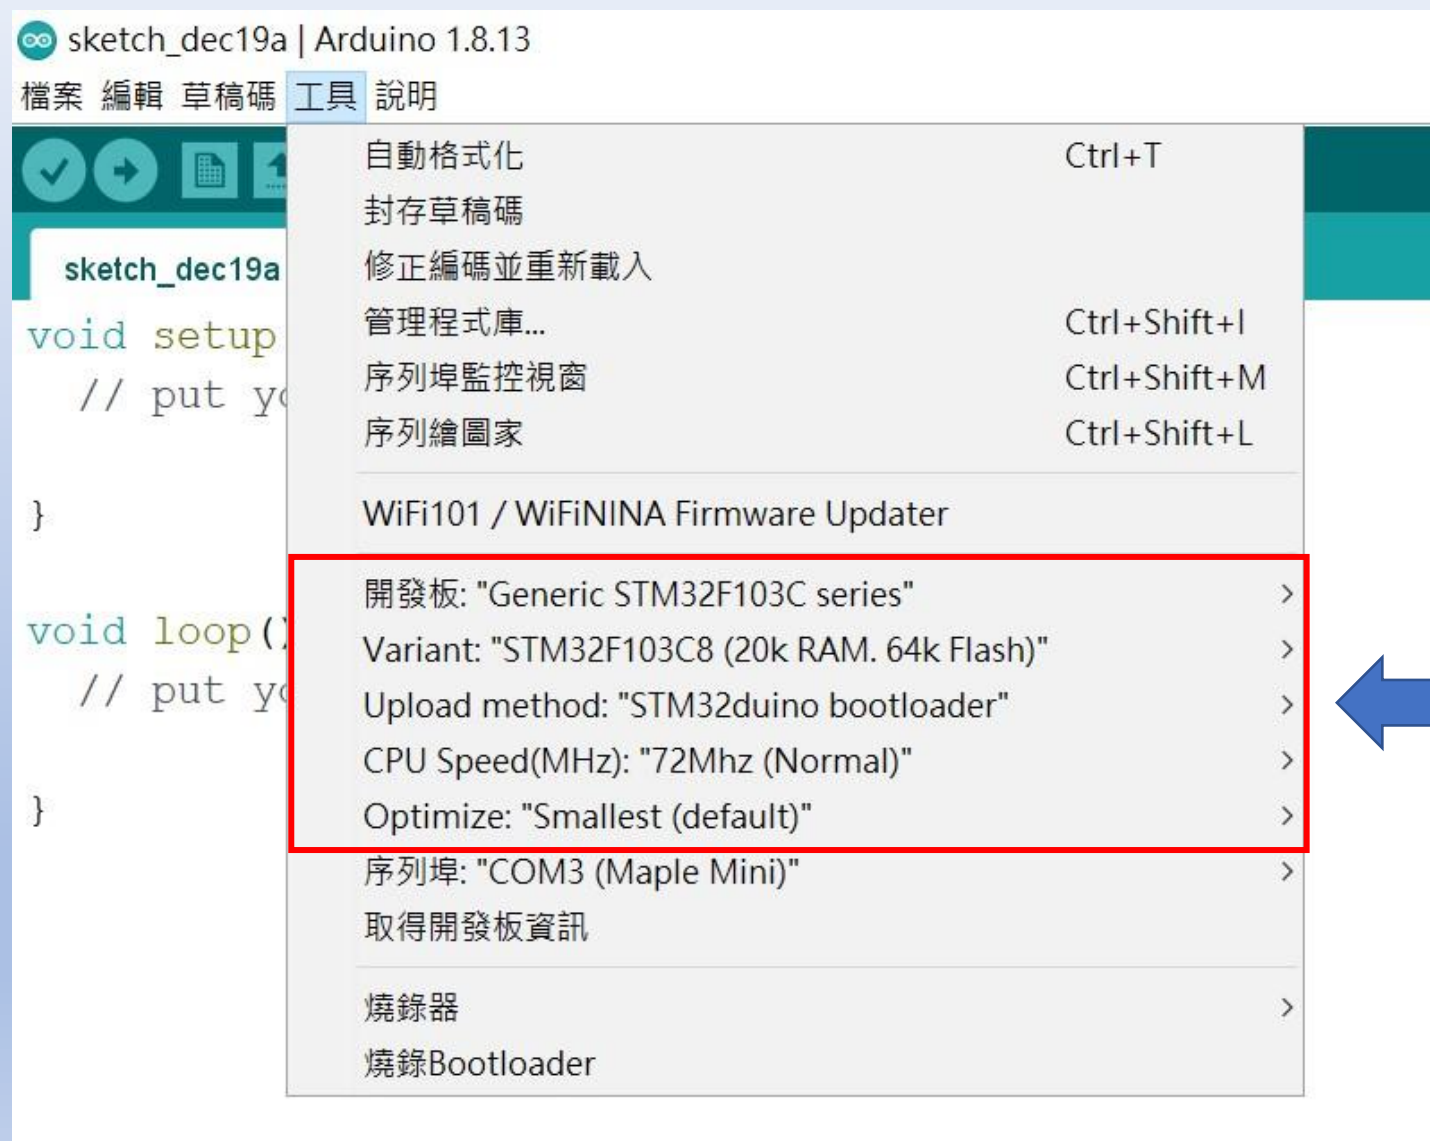 sketch_dec19a | Arduino 1.8.13
檔案 編輯 草稿碼 工具 說明
自動格式化 Ctrl+T
封存草稿碼
sketch_dec19a 修正編碼並重新載入
void setup 管理程式庫... Ctrl+Shift+I
// put yo 序列埠監控視窗 Ctrl+Shift+M
序列繪圖家 Ctrl+Shift+L
} WiFi101 / WiFiNINA Firmware Updater
開發板: "Generic STM32F103C series"
void loop() Variant: "STM32F103C8 (20k RAM. 64k Flash)"
// put yo Upload method: "STM32duino bootloader"
CPU Speed(MHz): "72Mhz (Normal)"
} Optimize: "Smallest (default)"
序列埠: "COM3 (Maple Mini)"
取得開發板資訊
燒錄器
燒錄Bootloader